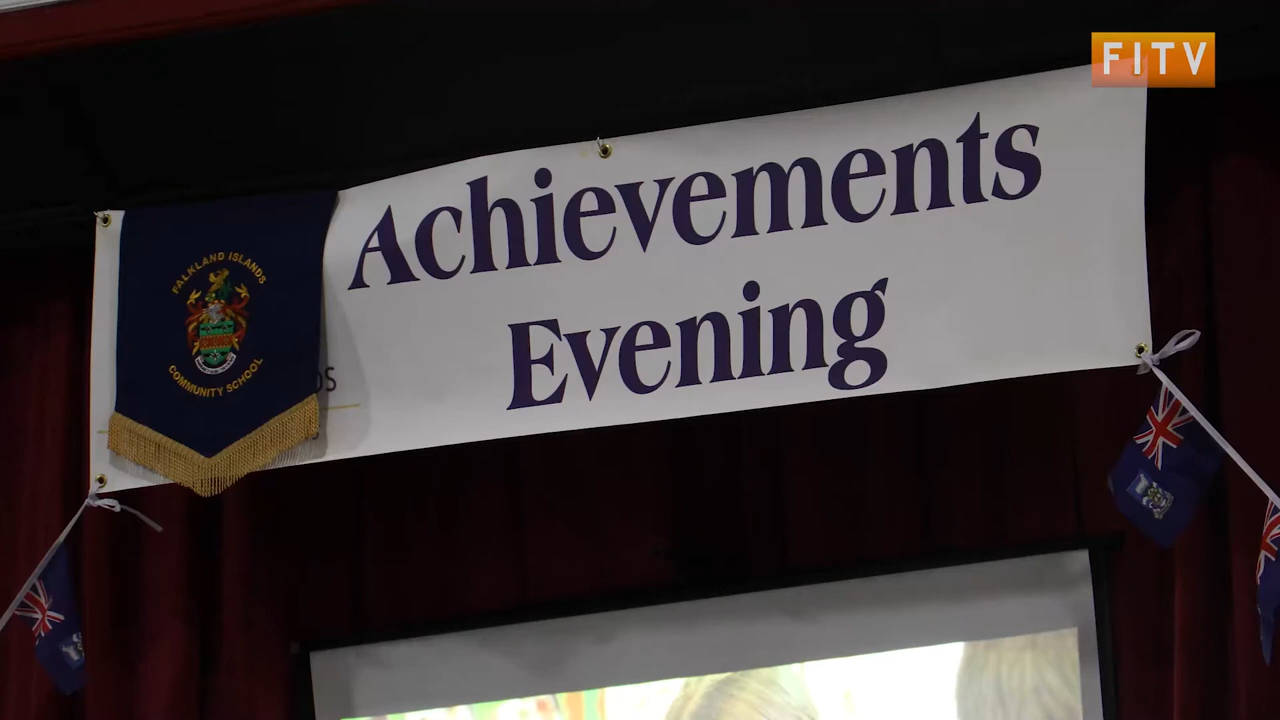 FITV
Achievements
Evening
FALKLAND ISLANDS
COMMUNITY SCHOOL